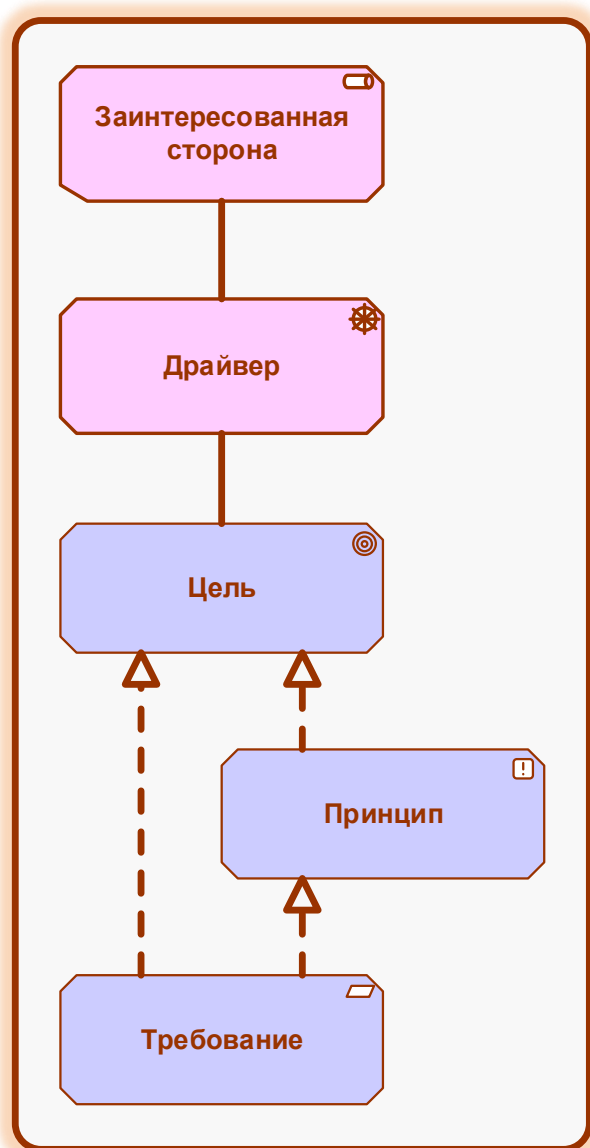 Заинтересованная
сторона
Драйвер
Цель
Принцип
Требование